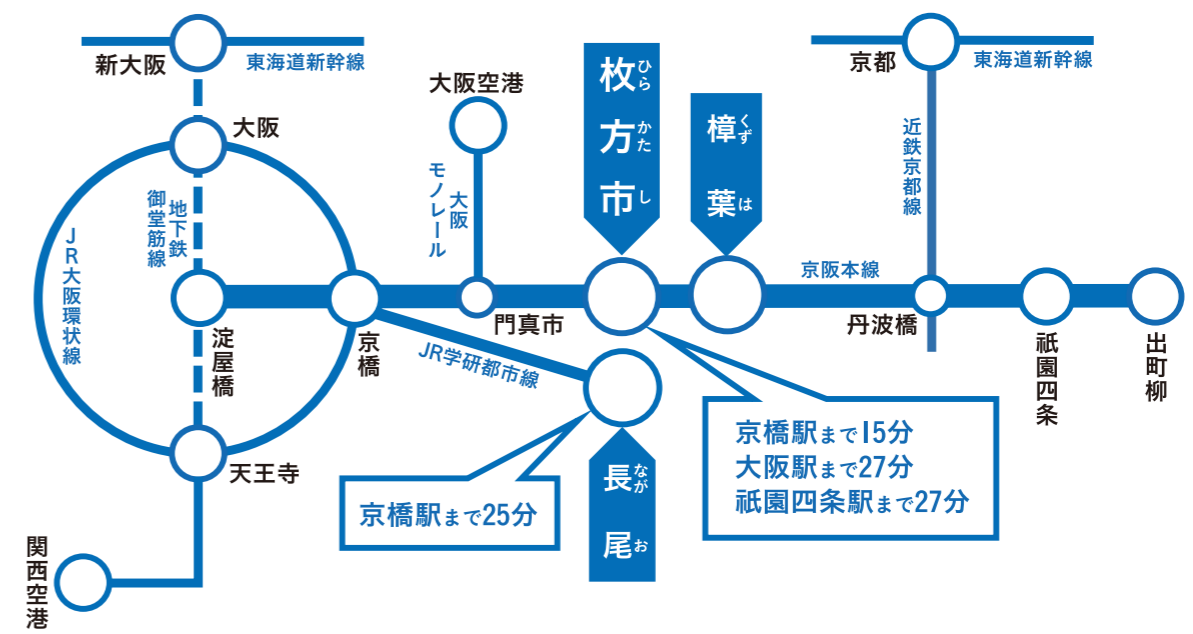 新大阪
東海道新幹線
京都
東海道新幹線
大阪
大阪空港
枚方市
ひらかたし
樟葉
くずは
地下鉄
御堂筋線
大阪
モノレール
近鉄京都線
JR大阪環状線
京阪本線
淀屋橋
京橋
門真市
丹波橋
祇園四条
出町柳
JR学研都市線
天王寺
京橋駅まで25分
長尾
ながお
京橋駅まで15分
大阪駅まで27分
祇園四条駅まで27分
関西空港